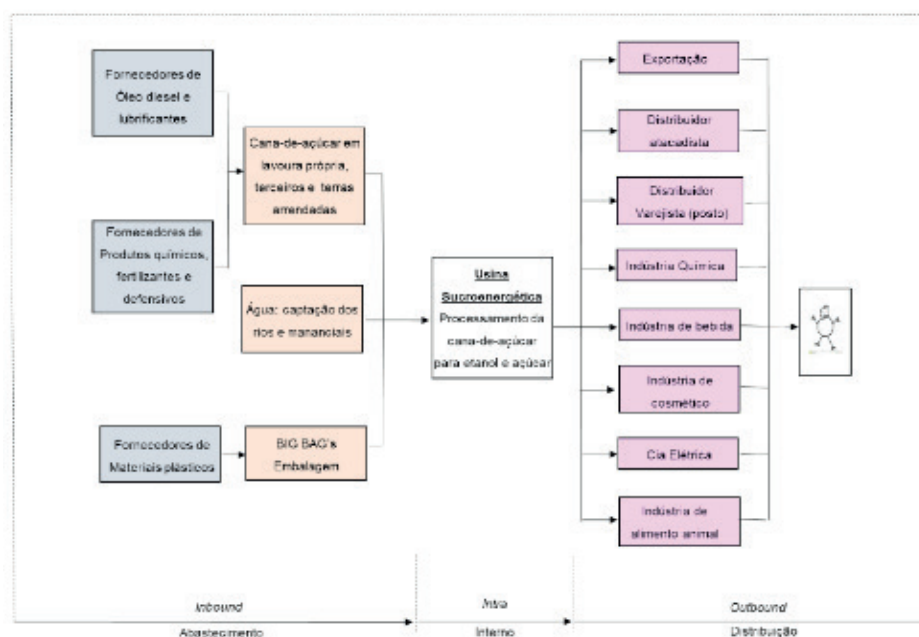 Fornecedores de
Óleo diesel e
lubrificantes
Fornecedores de
Produtos químicos,
fertilizantes e
defensivos
Fornecedores de
Materiais plásticos
Cana-de-açúcar em
lavoura própria,
terceiros e terras
arrendadas
Água: captação dos
rios e mananciais
BIG BAG's
Embalagem
Usina
Sucroenergética
Processamento da
cana-de-açúcar
para etanol e açúcar
Exportação
Distribuidor
atacadista
Distribuidor
Varejista (posto)
Indústria Química
Indústria de bebida
Indústria de
cosmético
Cia Elétrica
Indústria de
alimento animal
Inbound
Abastecimento
Intra
Interno
Outbound
Distribuição